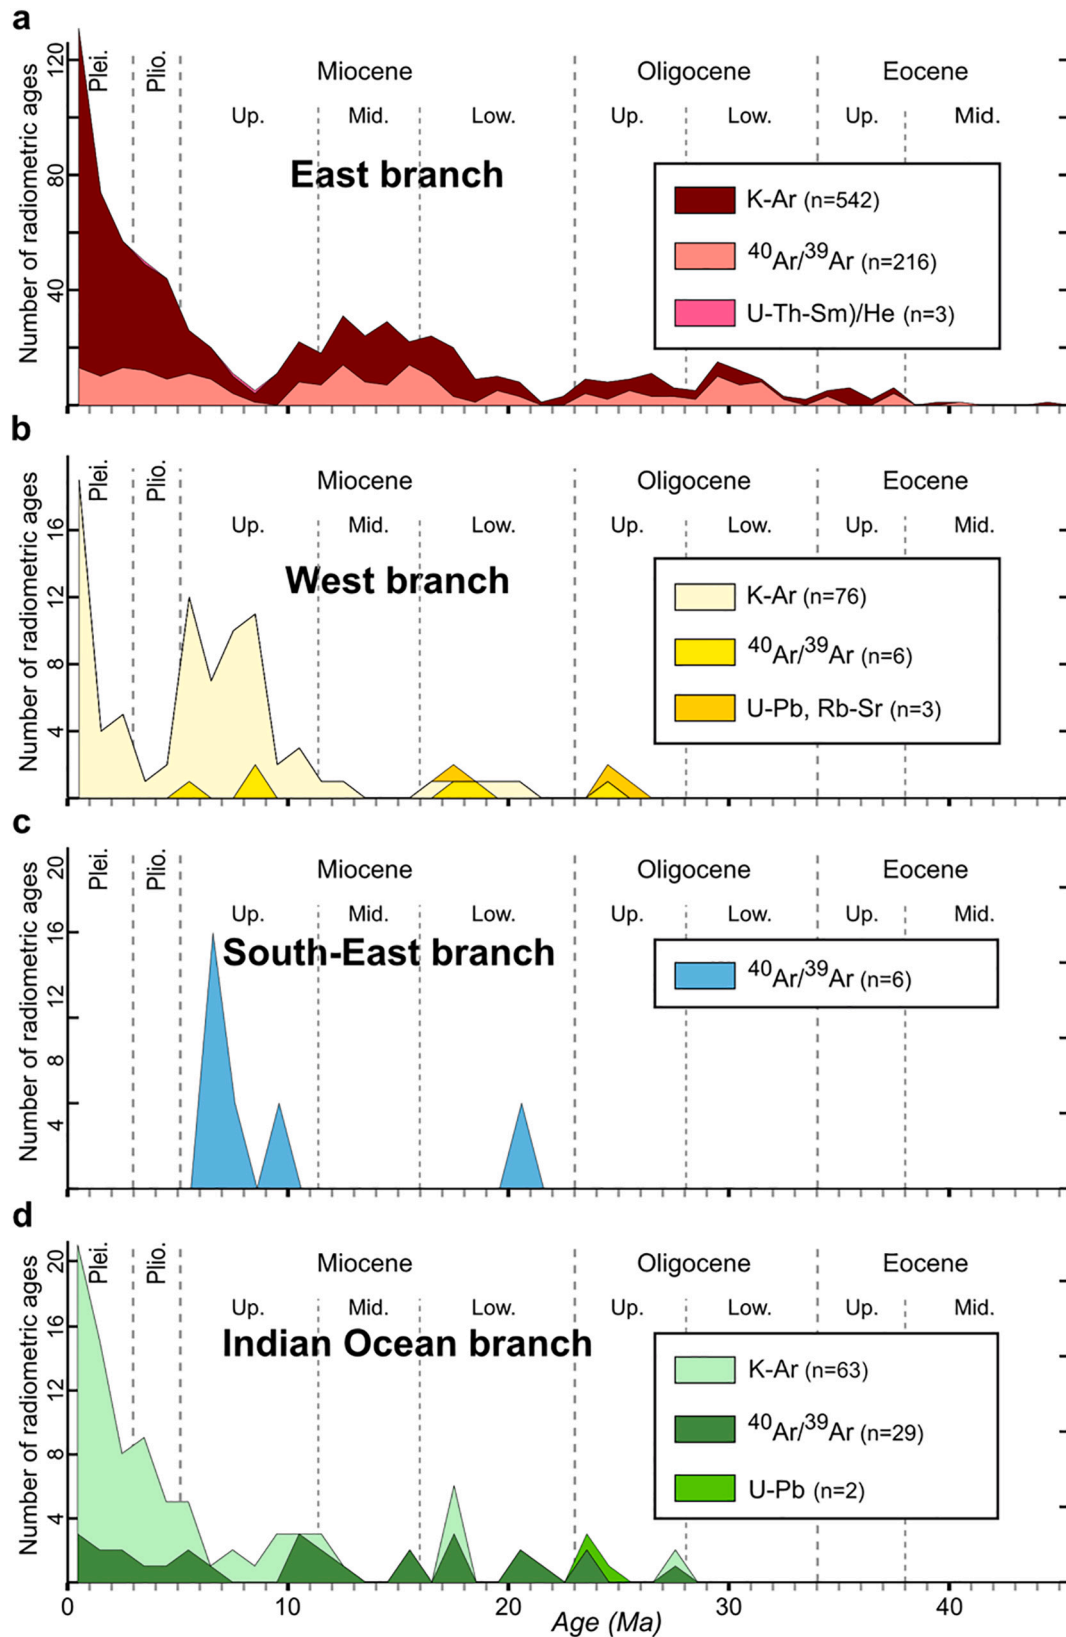 a
Number of radiometric ages
120
80
40
Plei.
Plio.
Miocene
Oligocene
Eocene
Up.
Mid.
Low.
Up.
Low.
Up.
Mid.
East branch
K-Ar (n=542)
40Ar/39Ar (n=216)
U-Th-Sm)/He (n=3)
b
Number of radiometric ages
16
12
8
4
Plei.
Plio.
Miocene
Oligocene
Eocene
Up.
Mid.
Low.
Up.
Low.
Up.
Mid.
West branch
K-Ar (n=76)
40Ar/39Ar (n=6)
U-Pb, Rb-Sr (n=3)
c
Number of radiometric ages
20
16
12
8
4
Plei.
Plio.
Miocene
Oligocene
Eocene
Up.
Mid.
Low.
Up.
Low.
Up.
Mid.
South-East branch
40Ar/39Ar (n=6)
d
Number of radiometric ages
20
16
12
8
4
Plei.
Plio.
Miocene
Oligocene
Eocene
Up.
Mid.
Low.
Up.
Low.
Up.
Mid.
Indian Ocean branch
K-Ar (n=63)
40Ar/39Ar (n=29)
U-Pb (n=2)
0 10 20 30 40
Age (Ma)